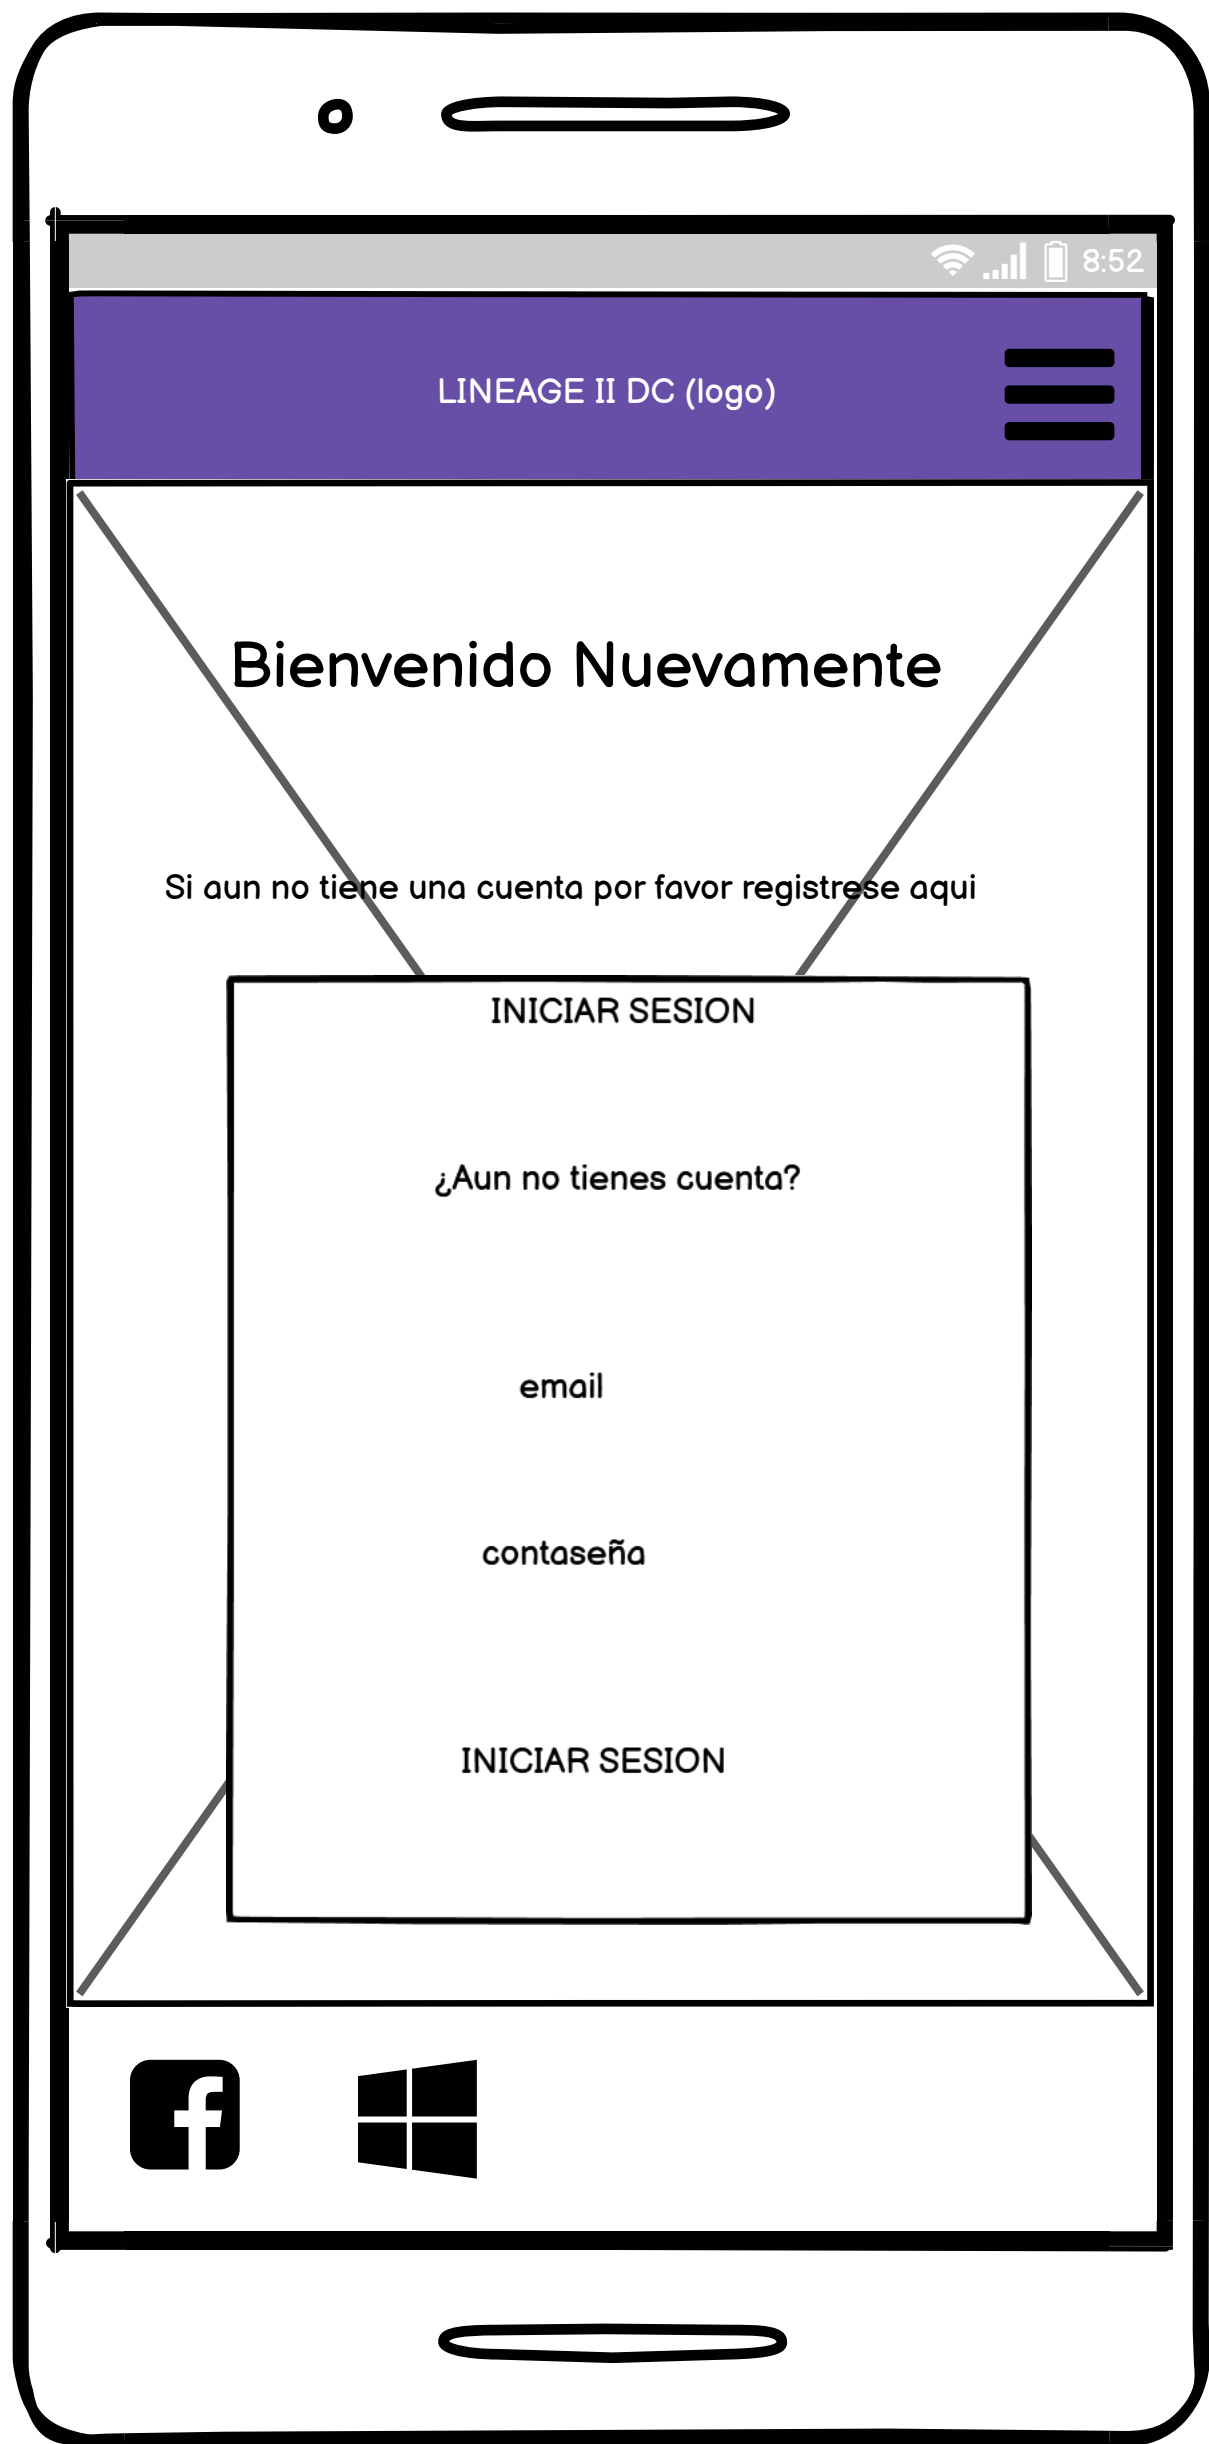 8:52
LINEAGE II DC (logo)
Bienvenido Nuevamente
Si aun no tiene una cuenta por favor registrese aqui
INICIAR SESION
¿Aun no tienes cuenta?
email
contaseña
INICIAR SESION